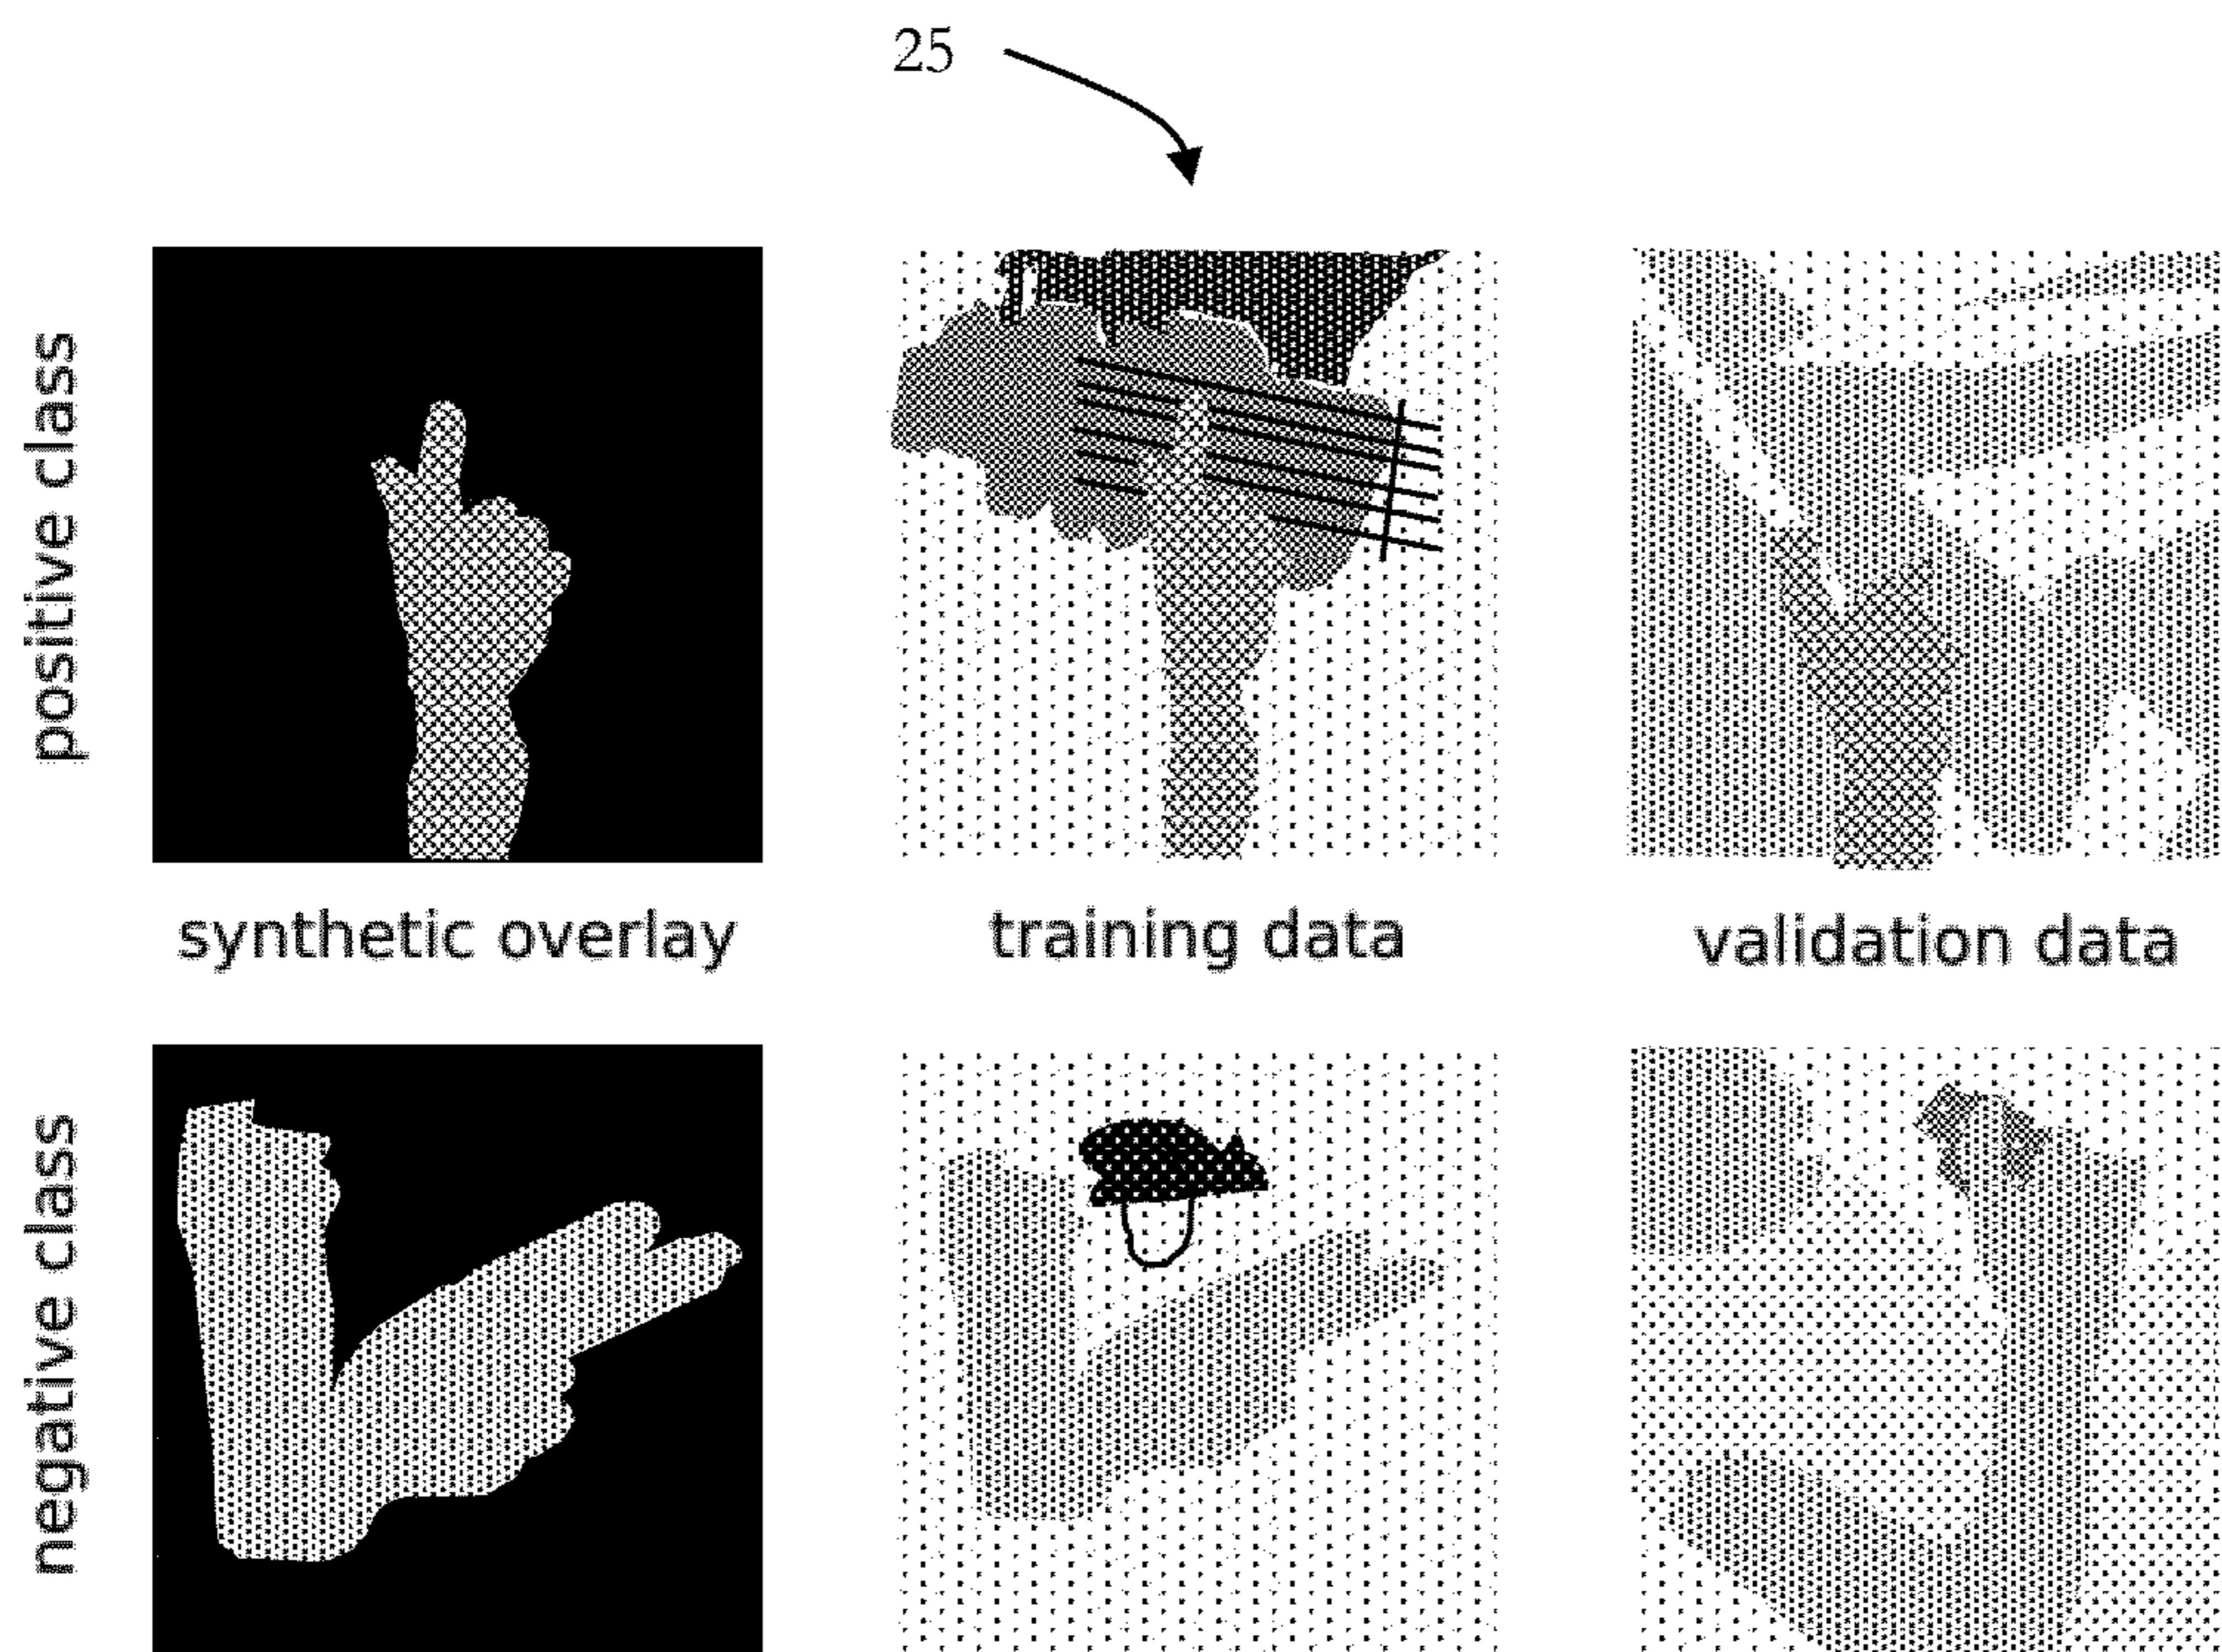 25
positive class
synthetic overlay
training data
validation data
negative class